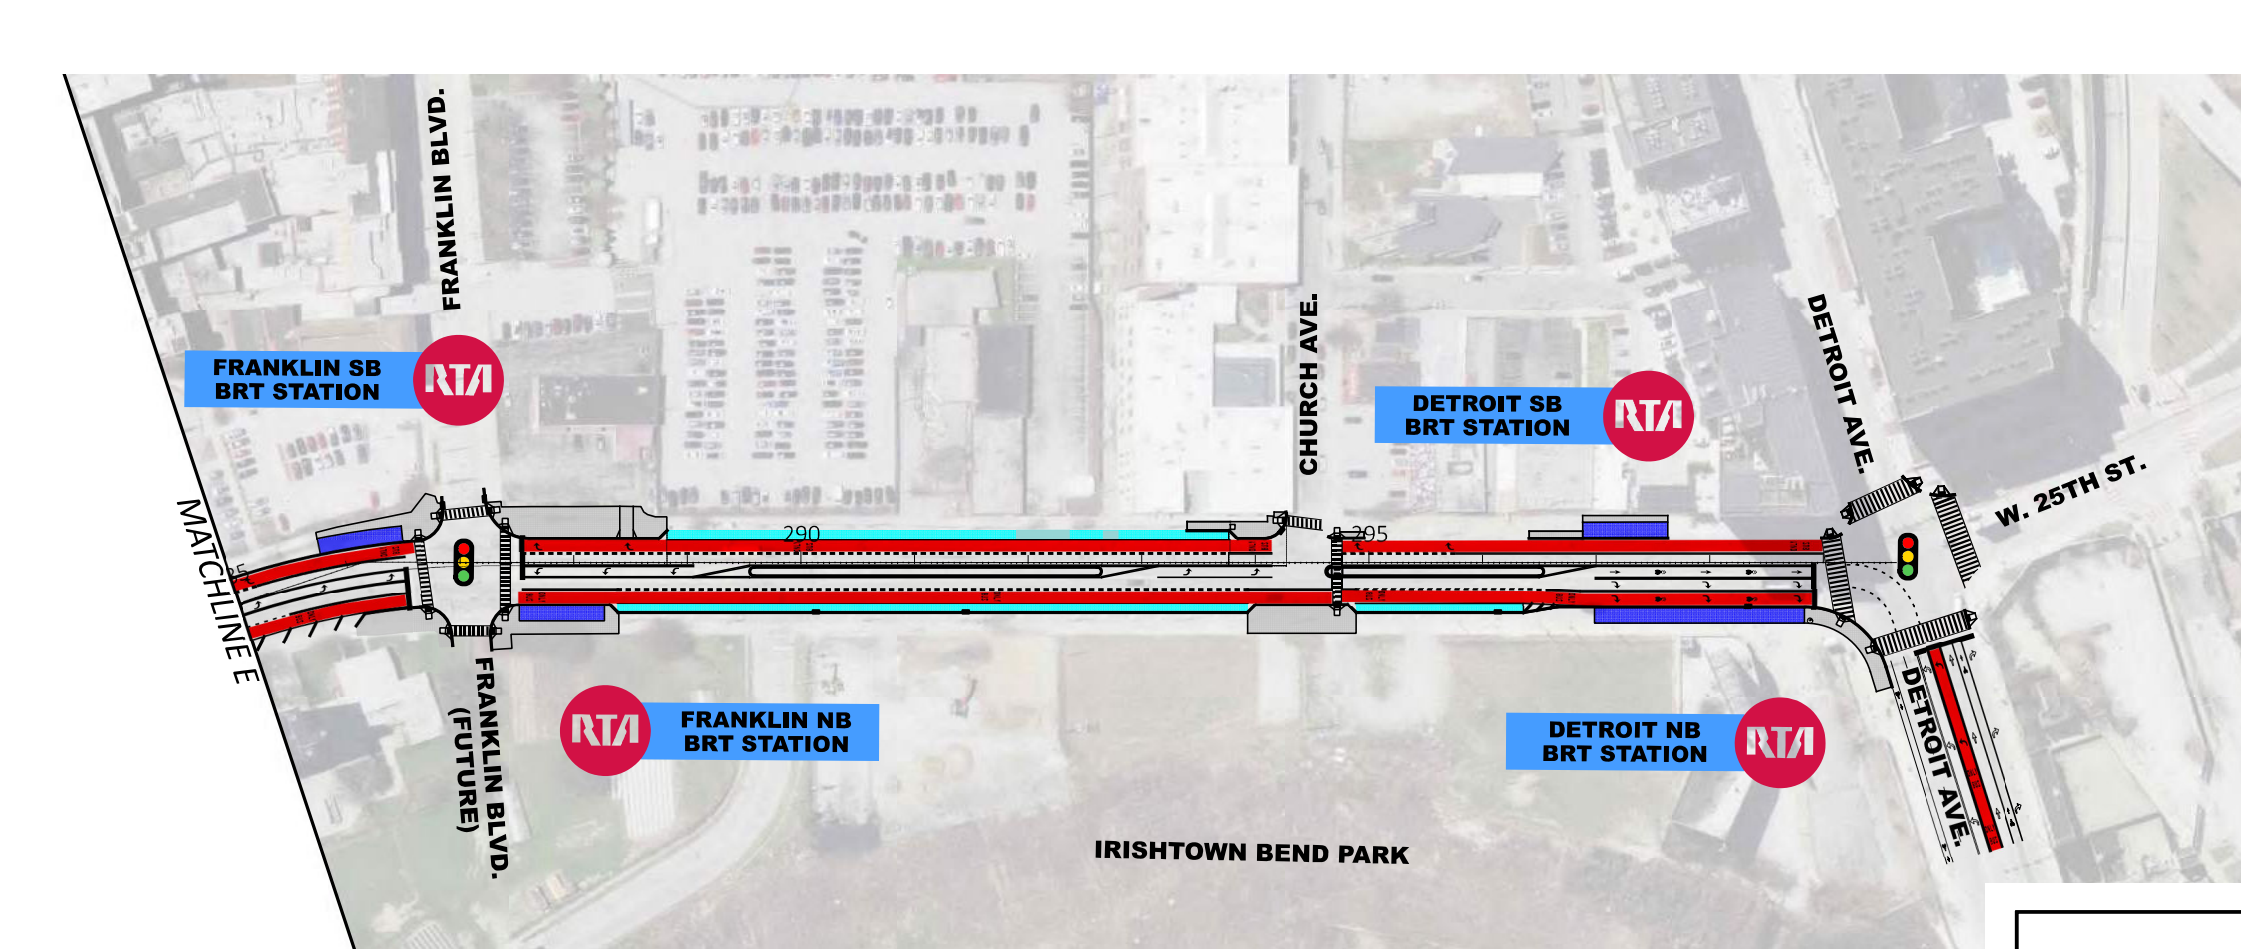 FRANKLIN BLVD.
FRANKLIN SB
BRT STATION
RTA
CHURCH AVE.
DETROIT SB
BRT STATION
RTA
DETROIT AVE.
W. 25TH ST.
MATCHLINE E
290
295
FRANKLIN BLVD.
(FUTURE)
RTA
FRANKLIN NB
BRT STATION
DETROIT NB
BRT STATION
RTA
DETROIT AVE.
IRISHTOWN BEND PARK